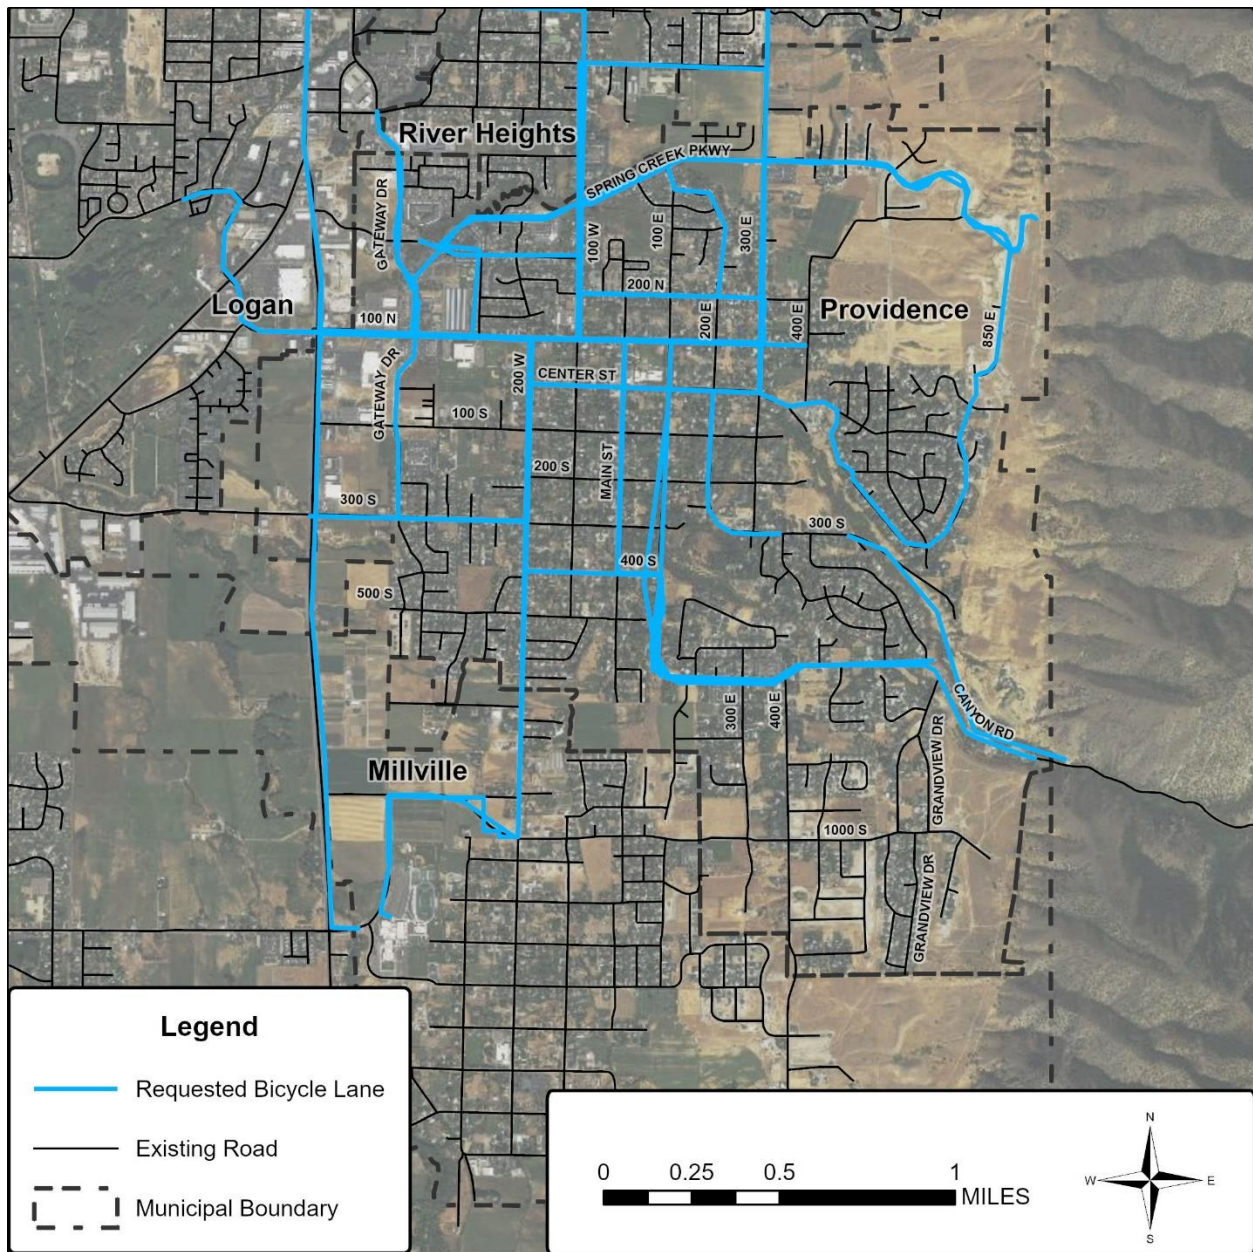 River Heights
SPRING CREEK PKWY
GATEWAY DR
100 W
100 E
300 E
200 N
Logan
100 N
200 E
400 E
Providence
850 E
GATEWAY DR
200 W
CENTER ST
100 S
MAIN ST
200 S
300 S
300 S
400 S
500 S
CANYON RD
300 E
400 E
GRANDVIEW DR
Millville
1000 S
GRANDVIEW DR
Legend
Requested Bicycle Lane
Existing Road
Municipal Boundary
0 0.25 0.5 1
MILES
N
W E
S